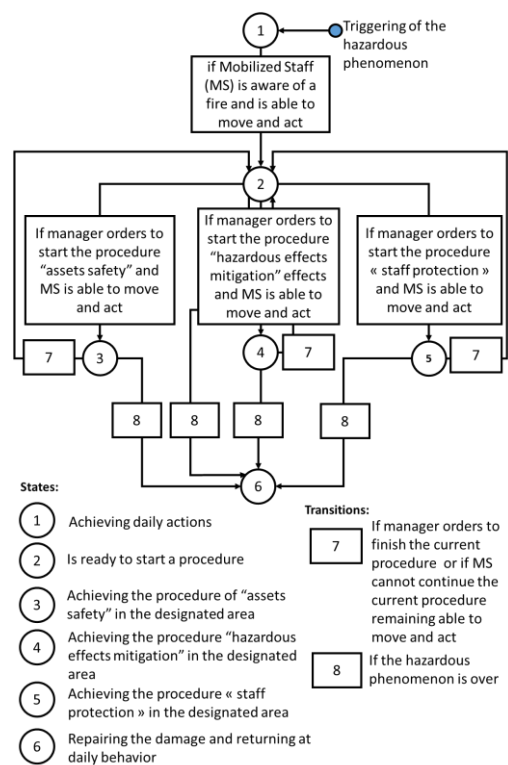 1
Triggering of the
hazardous
phenomenon
if Mobilized Staff
(MS) is aware of a
fire and is able to
move and act
2
If manager orders to
start the procedure
“assets safety” and
MS is able to move
and act
If manager orders to
start the procedure
“hazardous effects
mitigation” effects
and MS is able to
move and act
If manager orders to
start the procedure
« staff protection »
and MS is able to
move and act
7
3
4
7
5
7
8
8
8
8
6
States:
1
Achieving daily actions
2
Is ready to start a procedure
3
Achieving the procedure of “assets
safety” in the designated area
4
Achieving the procedure “hazardous
effects mitigation” in the designated
area
5
Achieving the procedure « staff
protection » in the designated area
6
Repairing the damage and returning at
daily behavior
Transitions:
7
If manager orders to
finish the current
procedure or if MS
cannot continue the
current procedure
remaining able to
move and act
8
If the hazardous
phenomenon is over